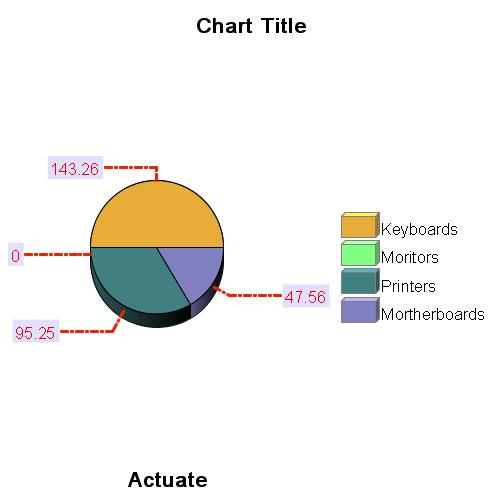 Chart Title
143.26
0
95.25
47.56
Keyboards
Moritors
Printers
Mortherboards
Actuate